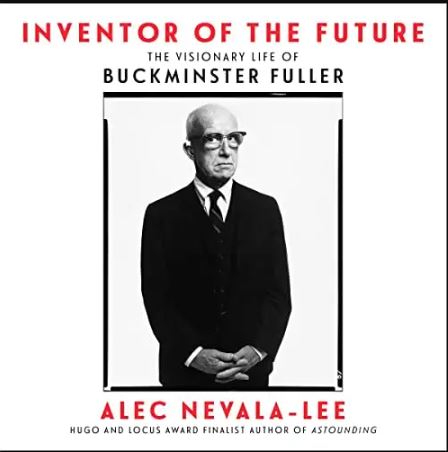 INVENTOR OF THE FUTURE
THE VISIONARY LIFE OF
BUCKMINSTER FULLER
ALEC NEVALA-LEE
HUGO AND LOCUS AWARD FINALIST AUTHOR OF ASTOUNDING